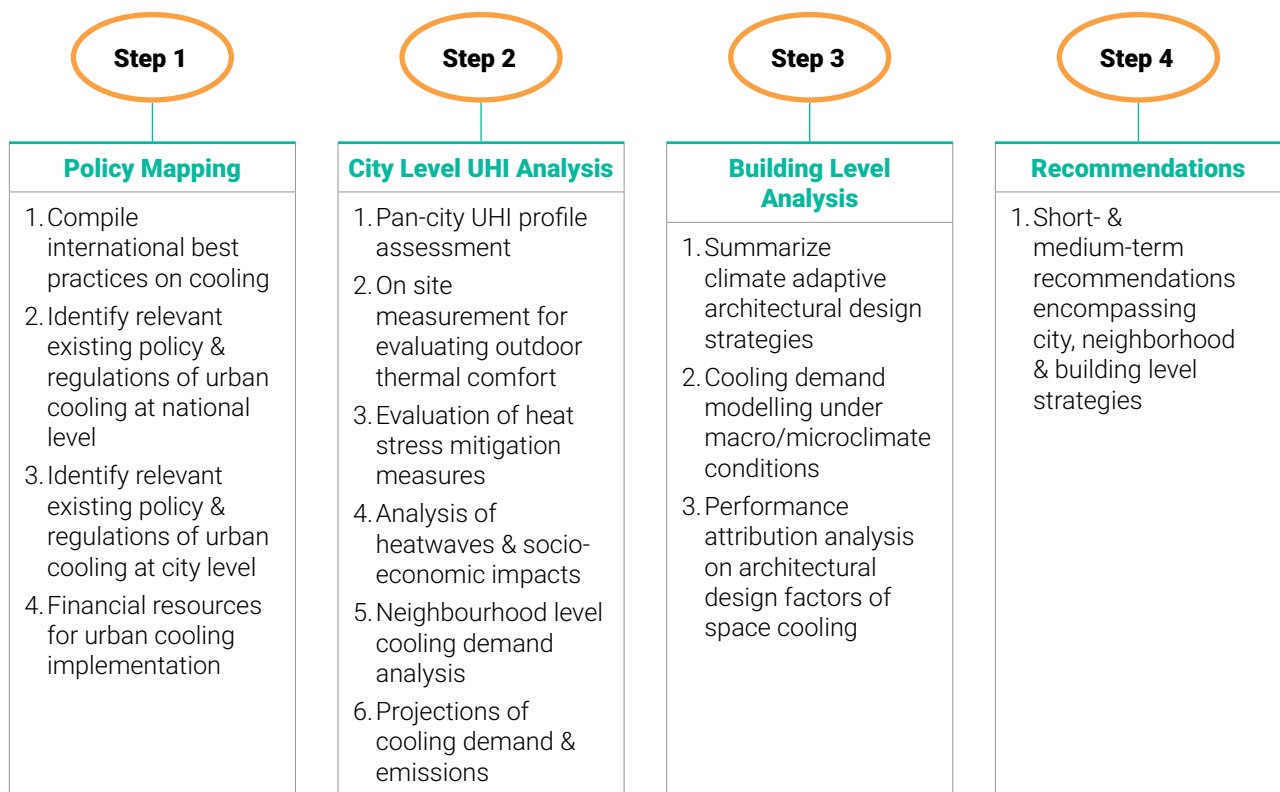 Step 1
Policy Mapping
1. Compile
international best
practices on cooling
2. Identify relevant
existing policy &
regulations of urban
cooling at national
level
3. Identify relevant
existing policy &
regulations of urban
cooling at city level
4. Financial resources
for urban cooling
implementation
Step 2
City Level UHI Analysis
1. Pan-city UHI profile
assessment
2. On site
measurement for
evaluating outdoor
thermal comfort
3. Evaluation of heat
stress mitigation
measures
4. Analysis of
heatwaves & socio-
economic impacts
5. Neighbourhood level
cooling demand
analysis
6. Projections of
cooling demand &
emissions
Step 3
Building Level
Analysis
1. Summarize
climate adaptive
architectural design
strategies
2. Cooling demand
modelling under
macro/microclimate
conditions
3. Performance
attribution analysis
on architectural
design factors of
space cooling
Step 4
Recommendations
1. Short- &
medium-term
recommendations
encompassing
city, neighborhood
& building level
strategies